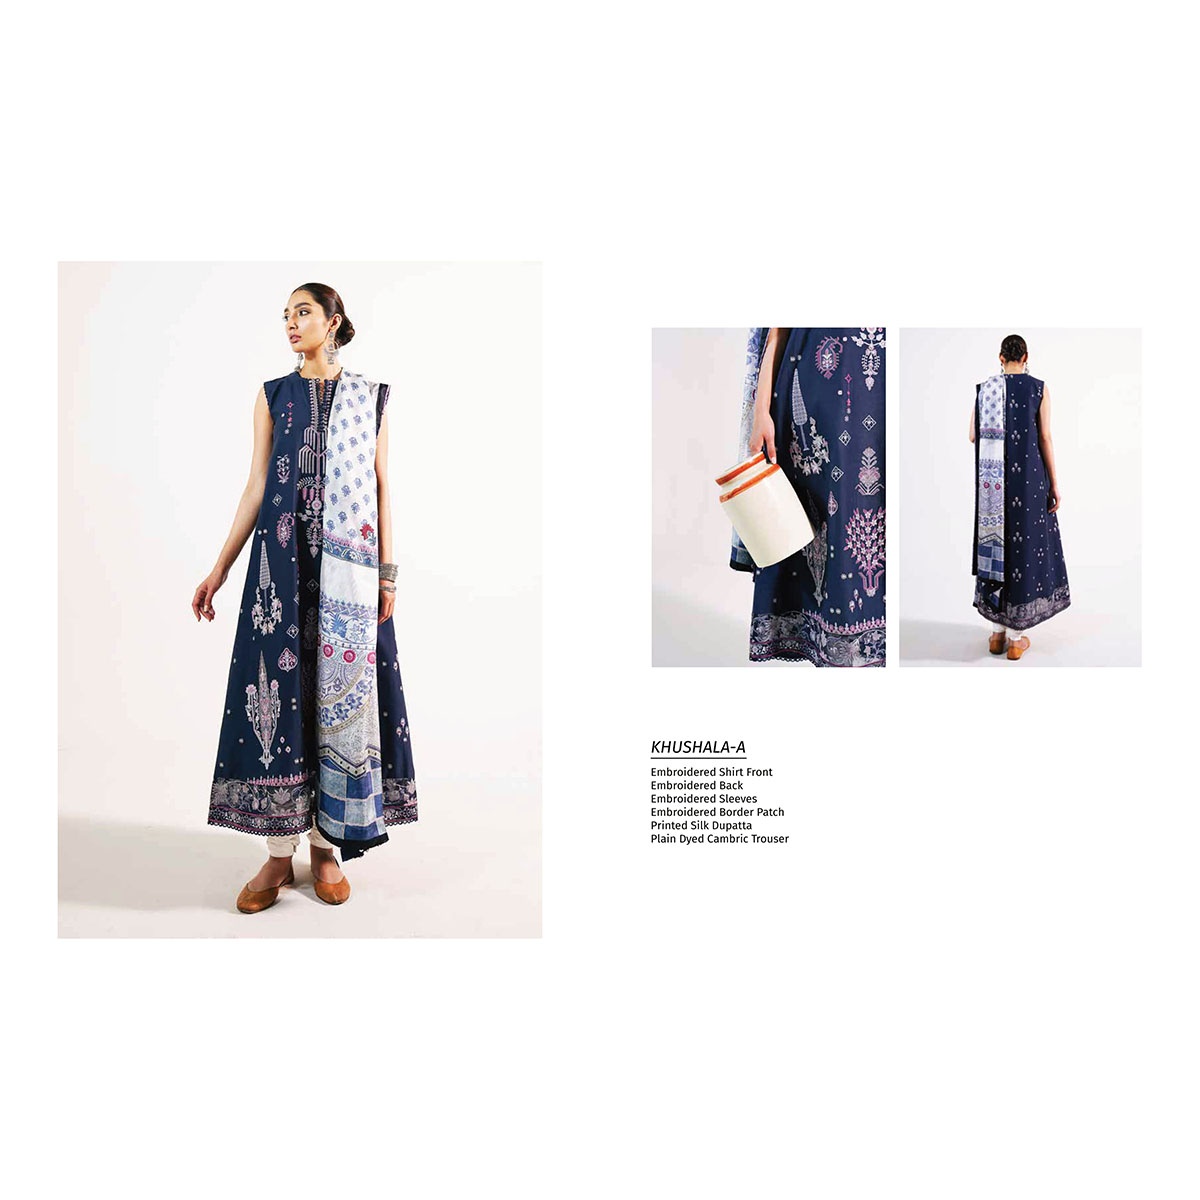 KHUSHALA-A
Embroidered Shirt Front
Embroidered Back
Embroidered Sleeves
Embroidered Border Patch
Printed Silk Dupatta
Plain Dyed Cambric Trouser